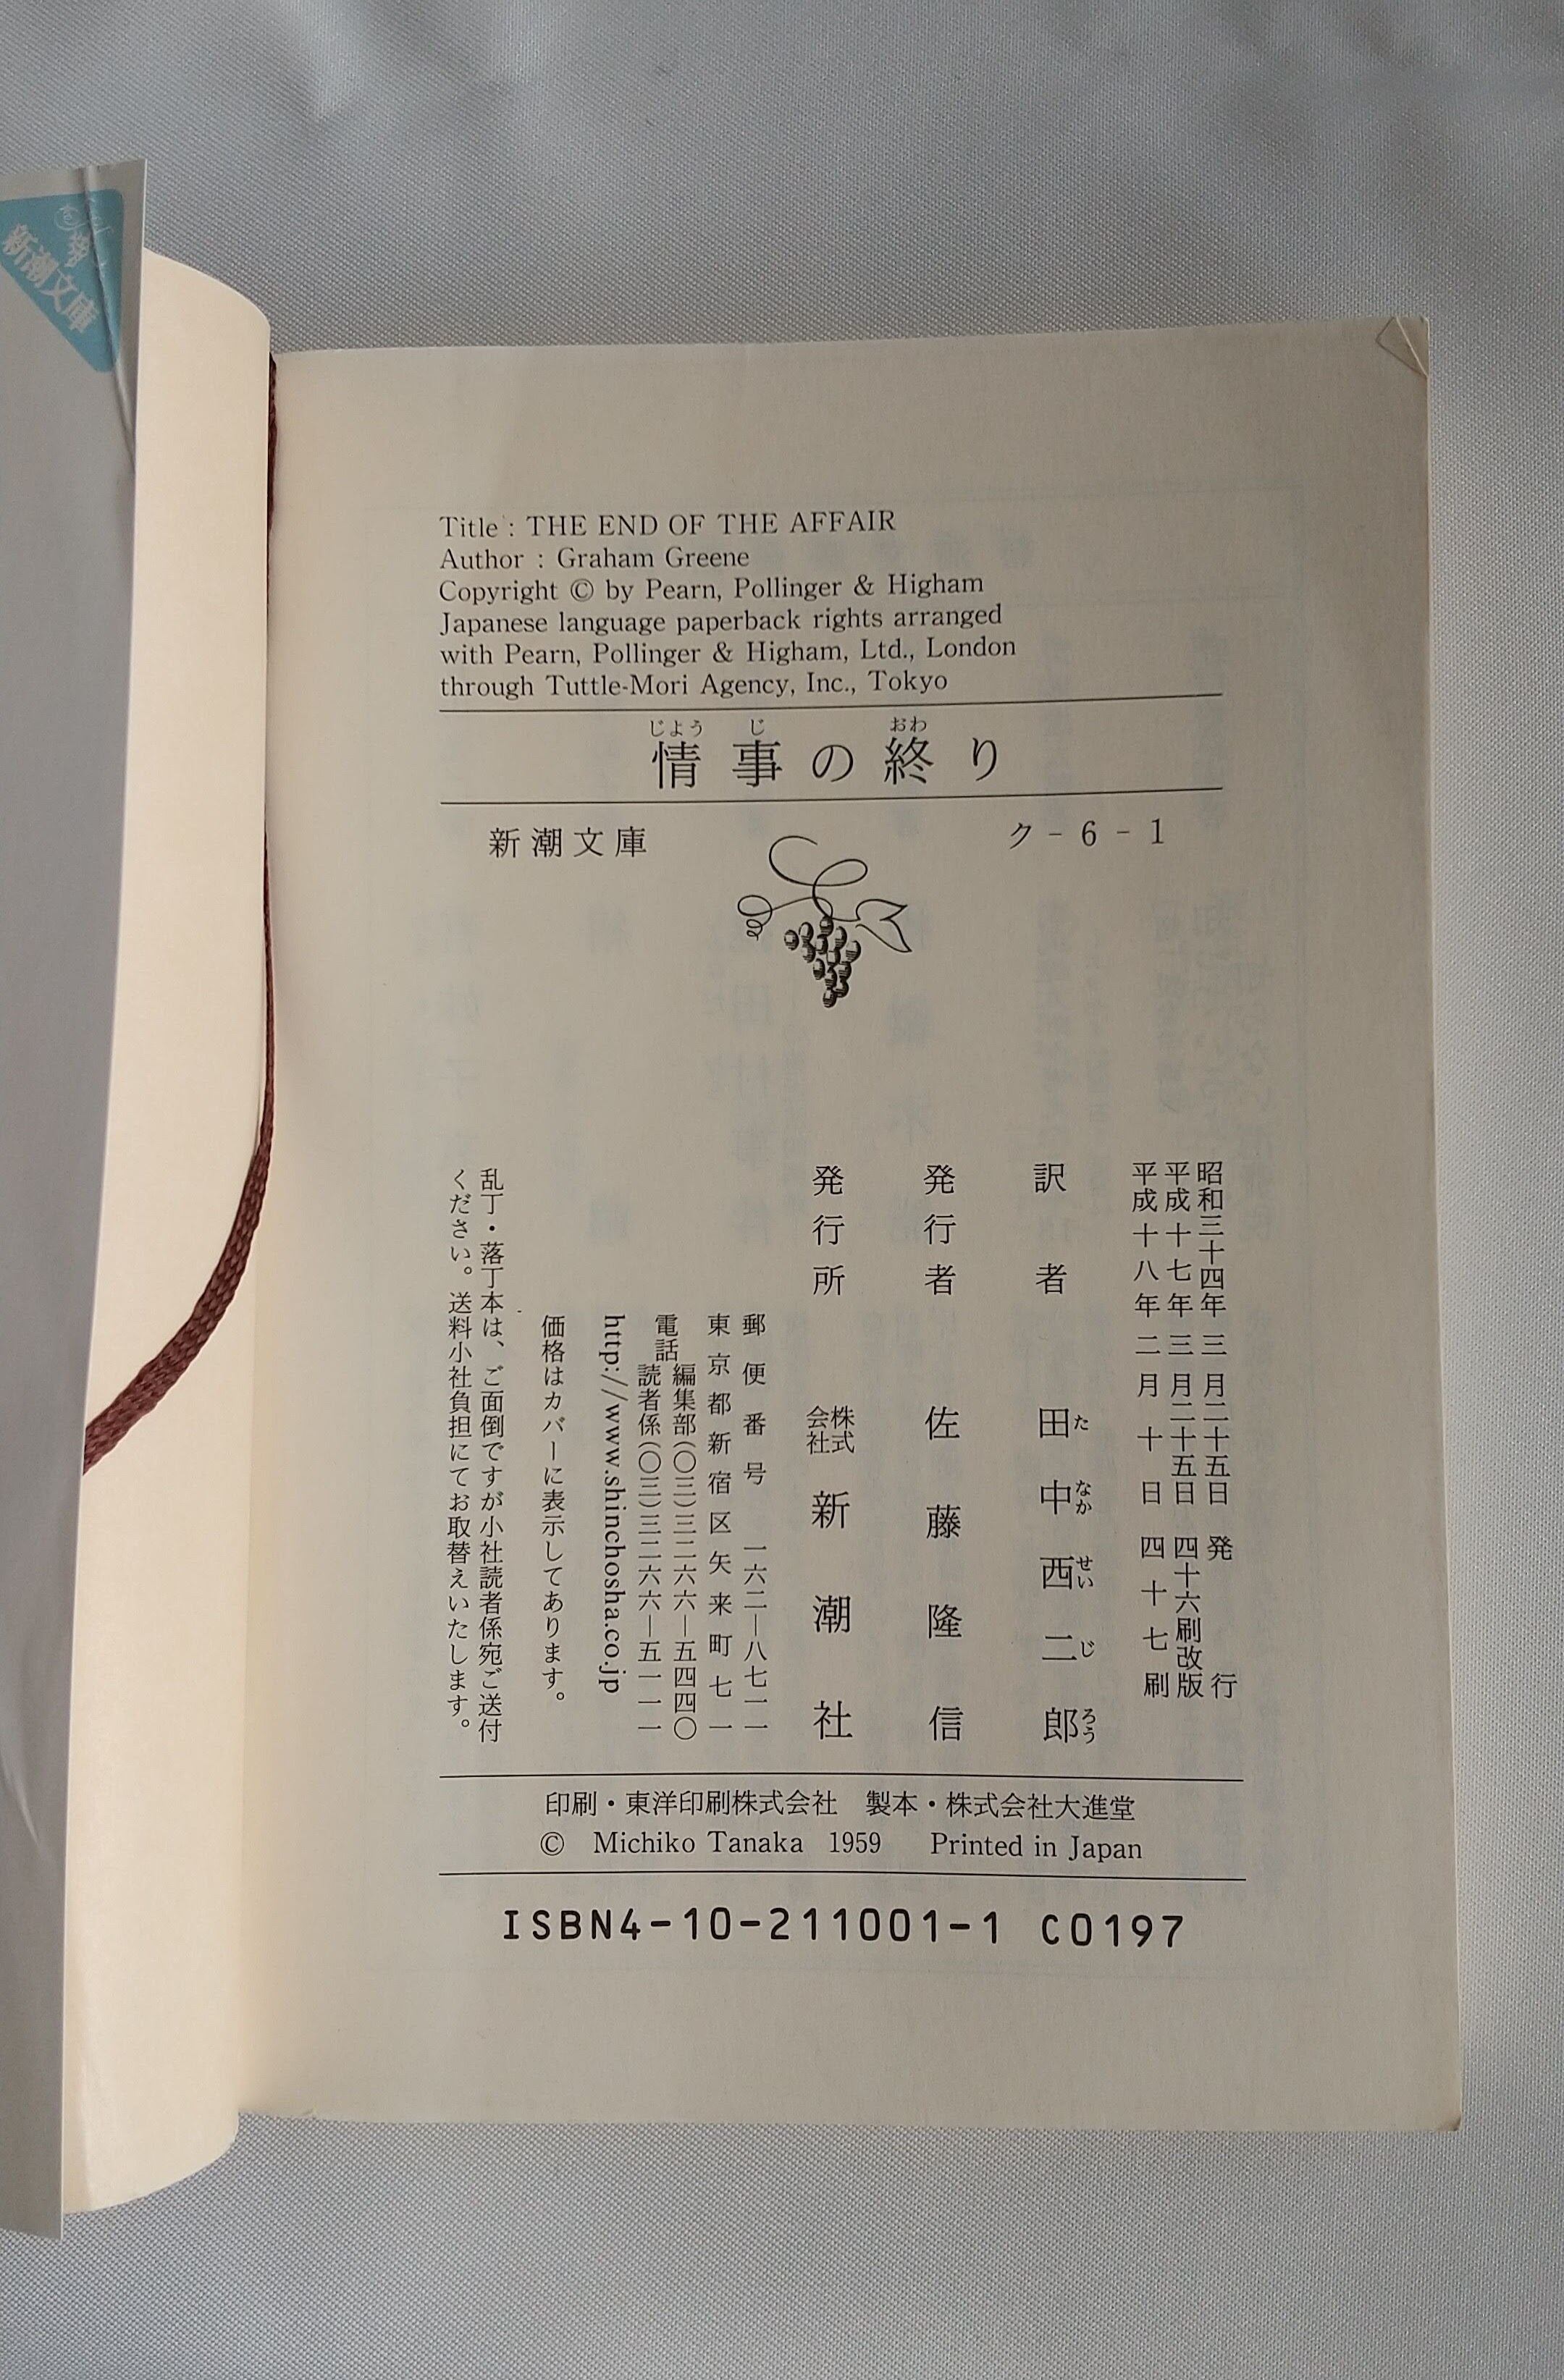 新潮文庫
Title : THE END OF THE AFFAIR
Author : Graham Greene
Copyright © by Pearn, Pollinger & Higham
Japanese language paperback rights arranged
with Pearn, Pollinger & Higham, Ltd., London
through Tuttle-Mori Agency, Inc., Tokyo
じよう じ おわ
情事の終り
新潮文庫 ク-6-1
昭和三十四年三月二十五日発行
平成十七年三月二十五日四十六刷改版
平成十八年二月十日四十七刷
訳者 田中西二郎
た なか せい じ ろう
発行者 佐藤隆信
発行所 株式会社 新潮社
郵便番号 一六二―八七一一
東京都新宿区矢来町七一
電話 編集部(〇三)三二六六―五四四〇
読者係(〇三)三二六六―五一一一
http://www.shinchosha.co.jp
価格はカバーに表示してあります。
乱丁・落丁本は、ご面倒ですが小社読者係宛ご送付
ください。送料小社負担にてお取替えいたします。
印刷・東洋印刷株式会社 製本・株式会社大進堂
© Michiko Tanaka 1959 Printed in Japan
ISBN4-10-211001-1 C0197